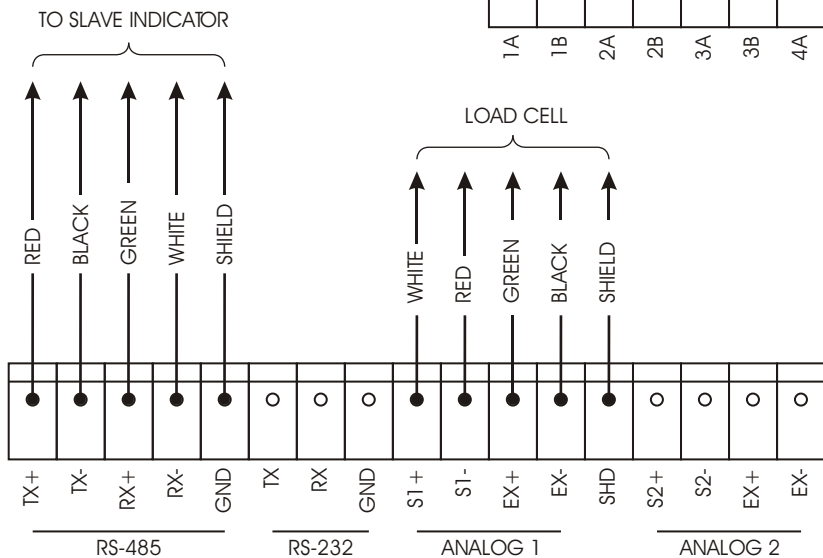 TO SLAVE INDICATOR
1A 1B 2A 2B 3A 3B 4A
LOAD CELL
RED BLACK GREEN WHITE SHIELD
WHITE RED GREEN BLACK SHIELD
TX+ TX- RX+ RX- GND TX RX GND S1+ S1- EX+ EX- SHD S2+ S2- EX+ EX-
RS-485 RS-232 ANALOG 1 ANALOG 2